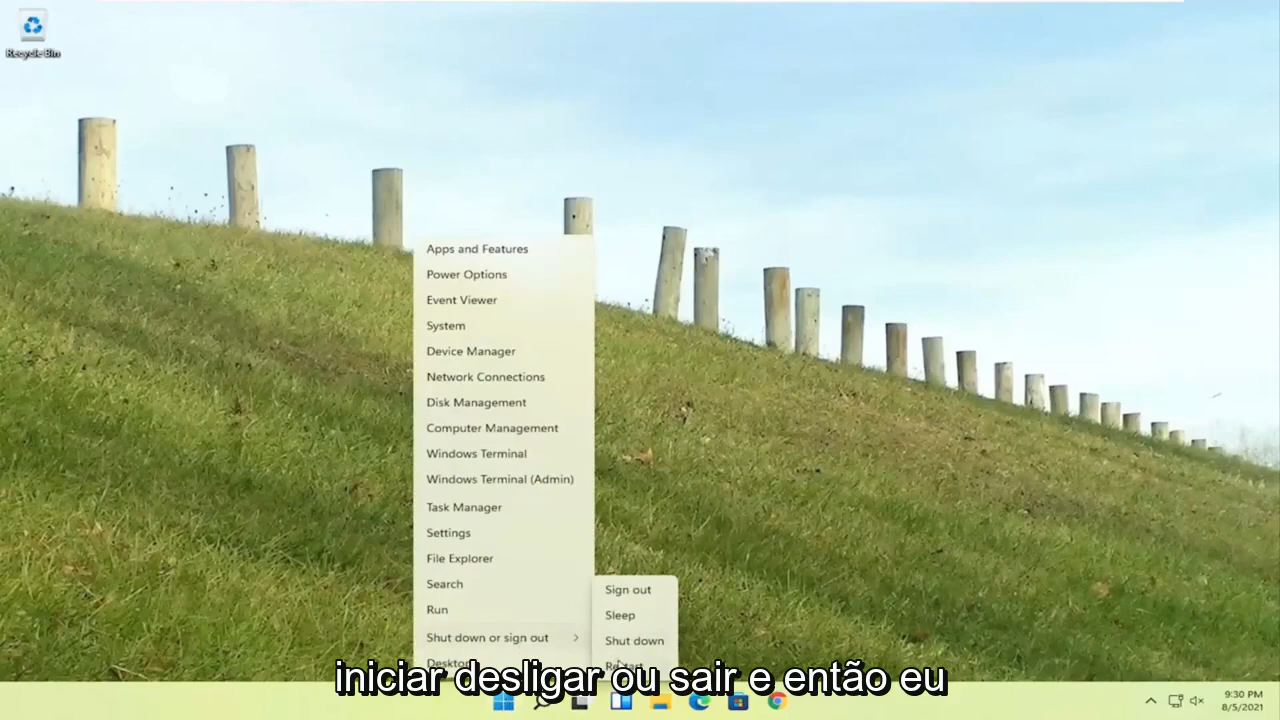 Recycle Bin
Apps and Features
Power Options
Event Viewer
System
Device Manager
Network Connections
Disk Management
Computer Management
Windows Terminal
Windows Terminal (Admin)
Task Manager
Settings
File Explorer
Search
Run
Shut down or sign out
Desktop
Sign out
Sleep
Shut down
Restart
iniciar desligar ou sair e então eu
9:30 PM
8/5/2021